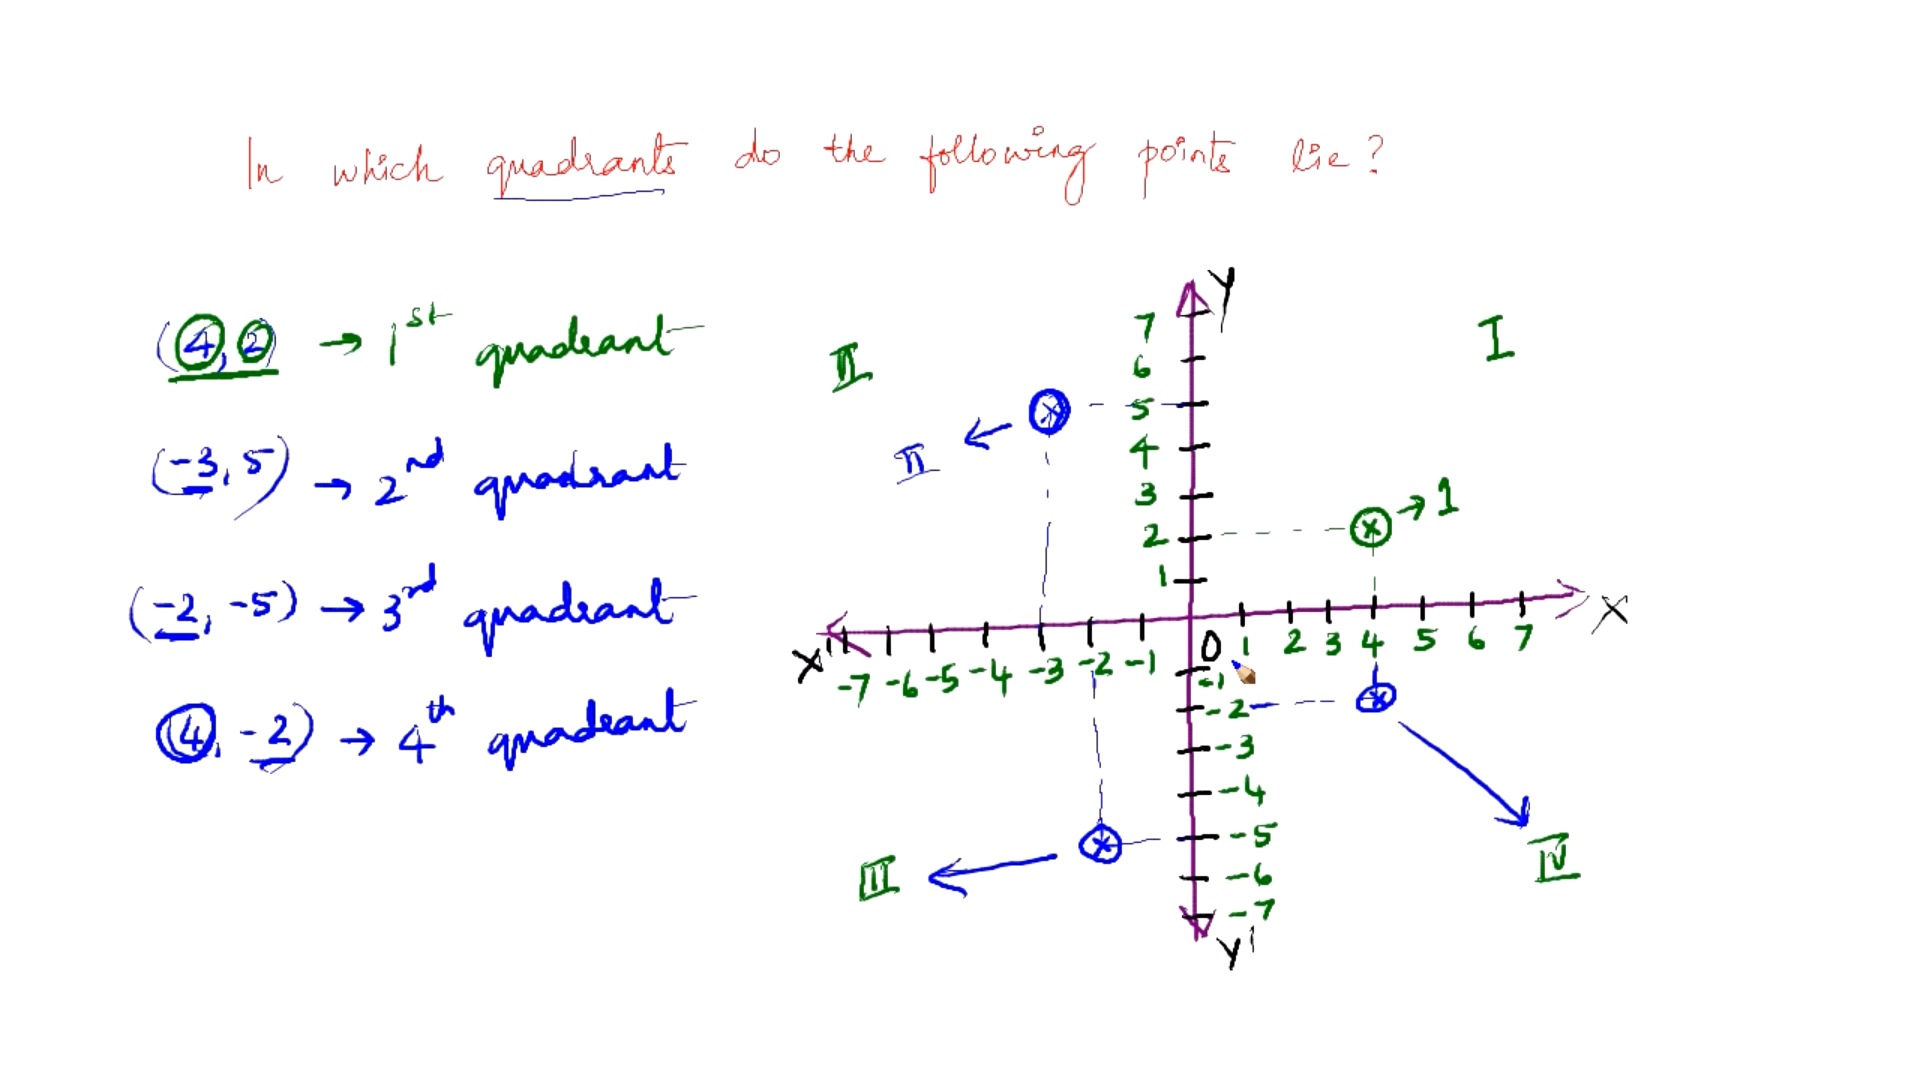 In which quadrants do the following points lie?
(4, 2) → 1st quadrant
(-3, 5) → 2nd quadrant
(-2, -5) → 3rd quadrant
(4, -2) → 4th quadrant
Y
7
6
5
4
3
2
1
I
II
II
→ I
X' -7 -6 -5 -4 -3 -2 -1 0 1 2 3 4 5 6 7 X
-1
-2
-3
-4
-5
-6
-7
Y'
III
IV